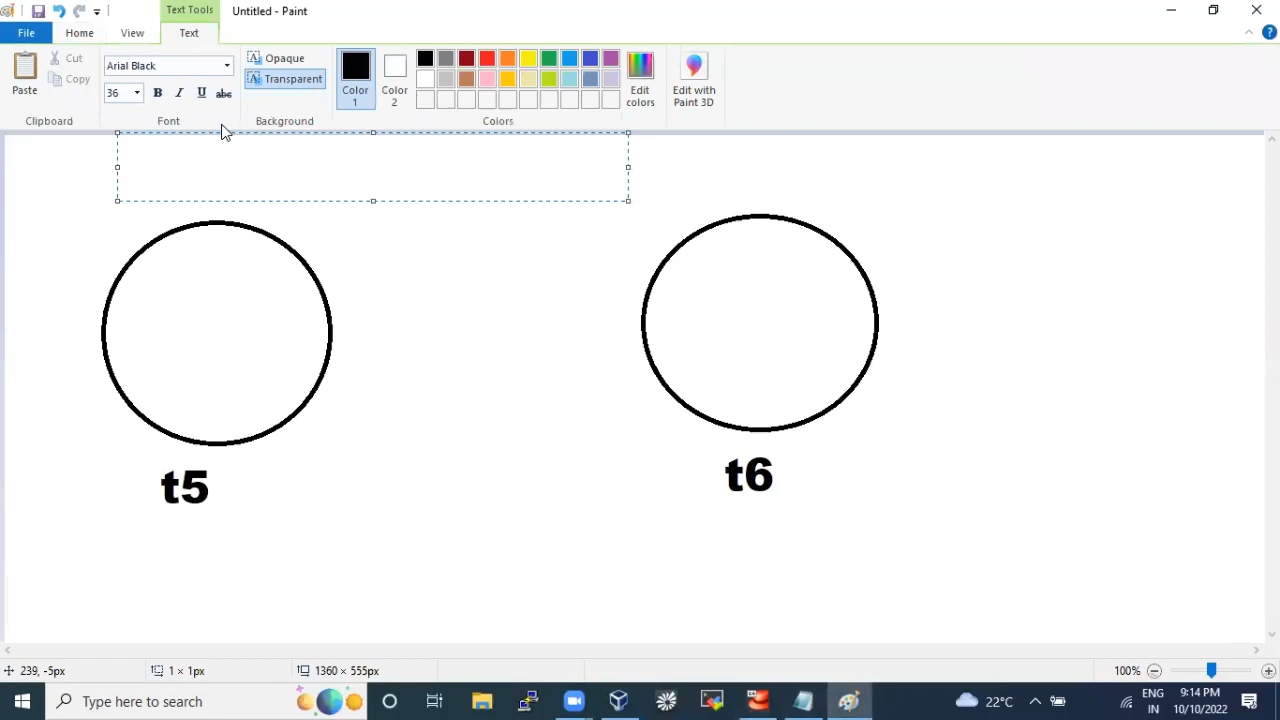 Text Tools
Untitled - Paint
File
Home
View
Text
Paste
Cut
Copy
Clipboard
Arial Black
36
B I U abc
Font
Opaque
Transparent
Background
Color 1
Color 2
Colors
Edit colors
Edit with Paint 3D
t5
t6
239, -5px
1 × 1px
1360 × 555px
100%
Type here to search
22°C
ENG
IN
9:14 PM
10/10/2022